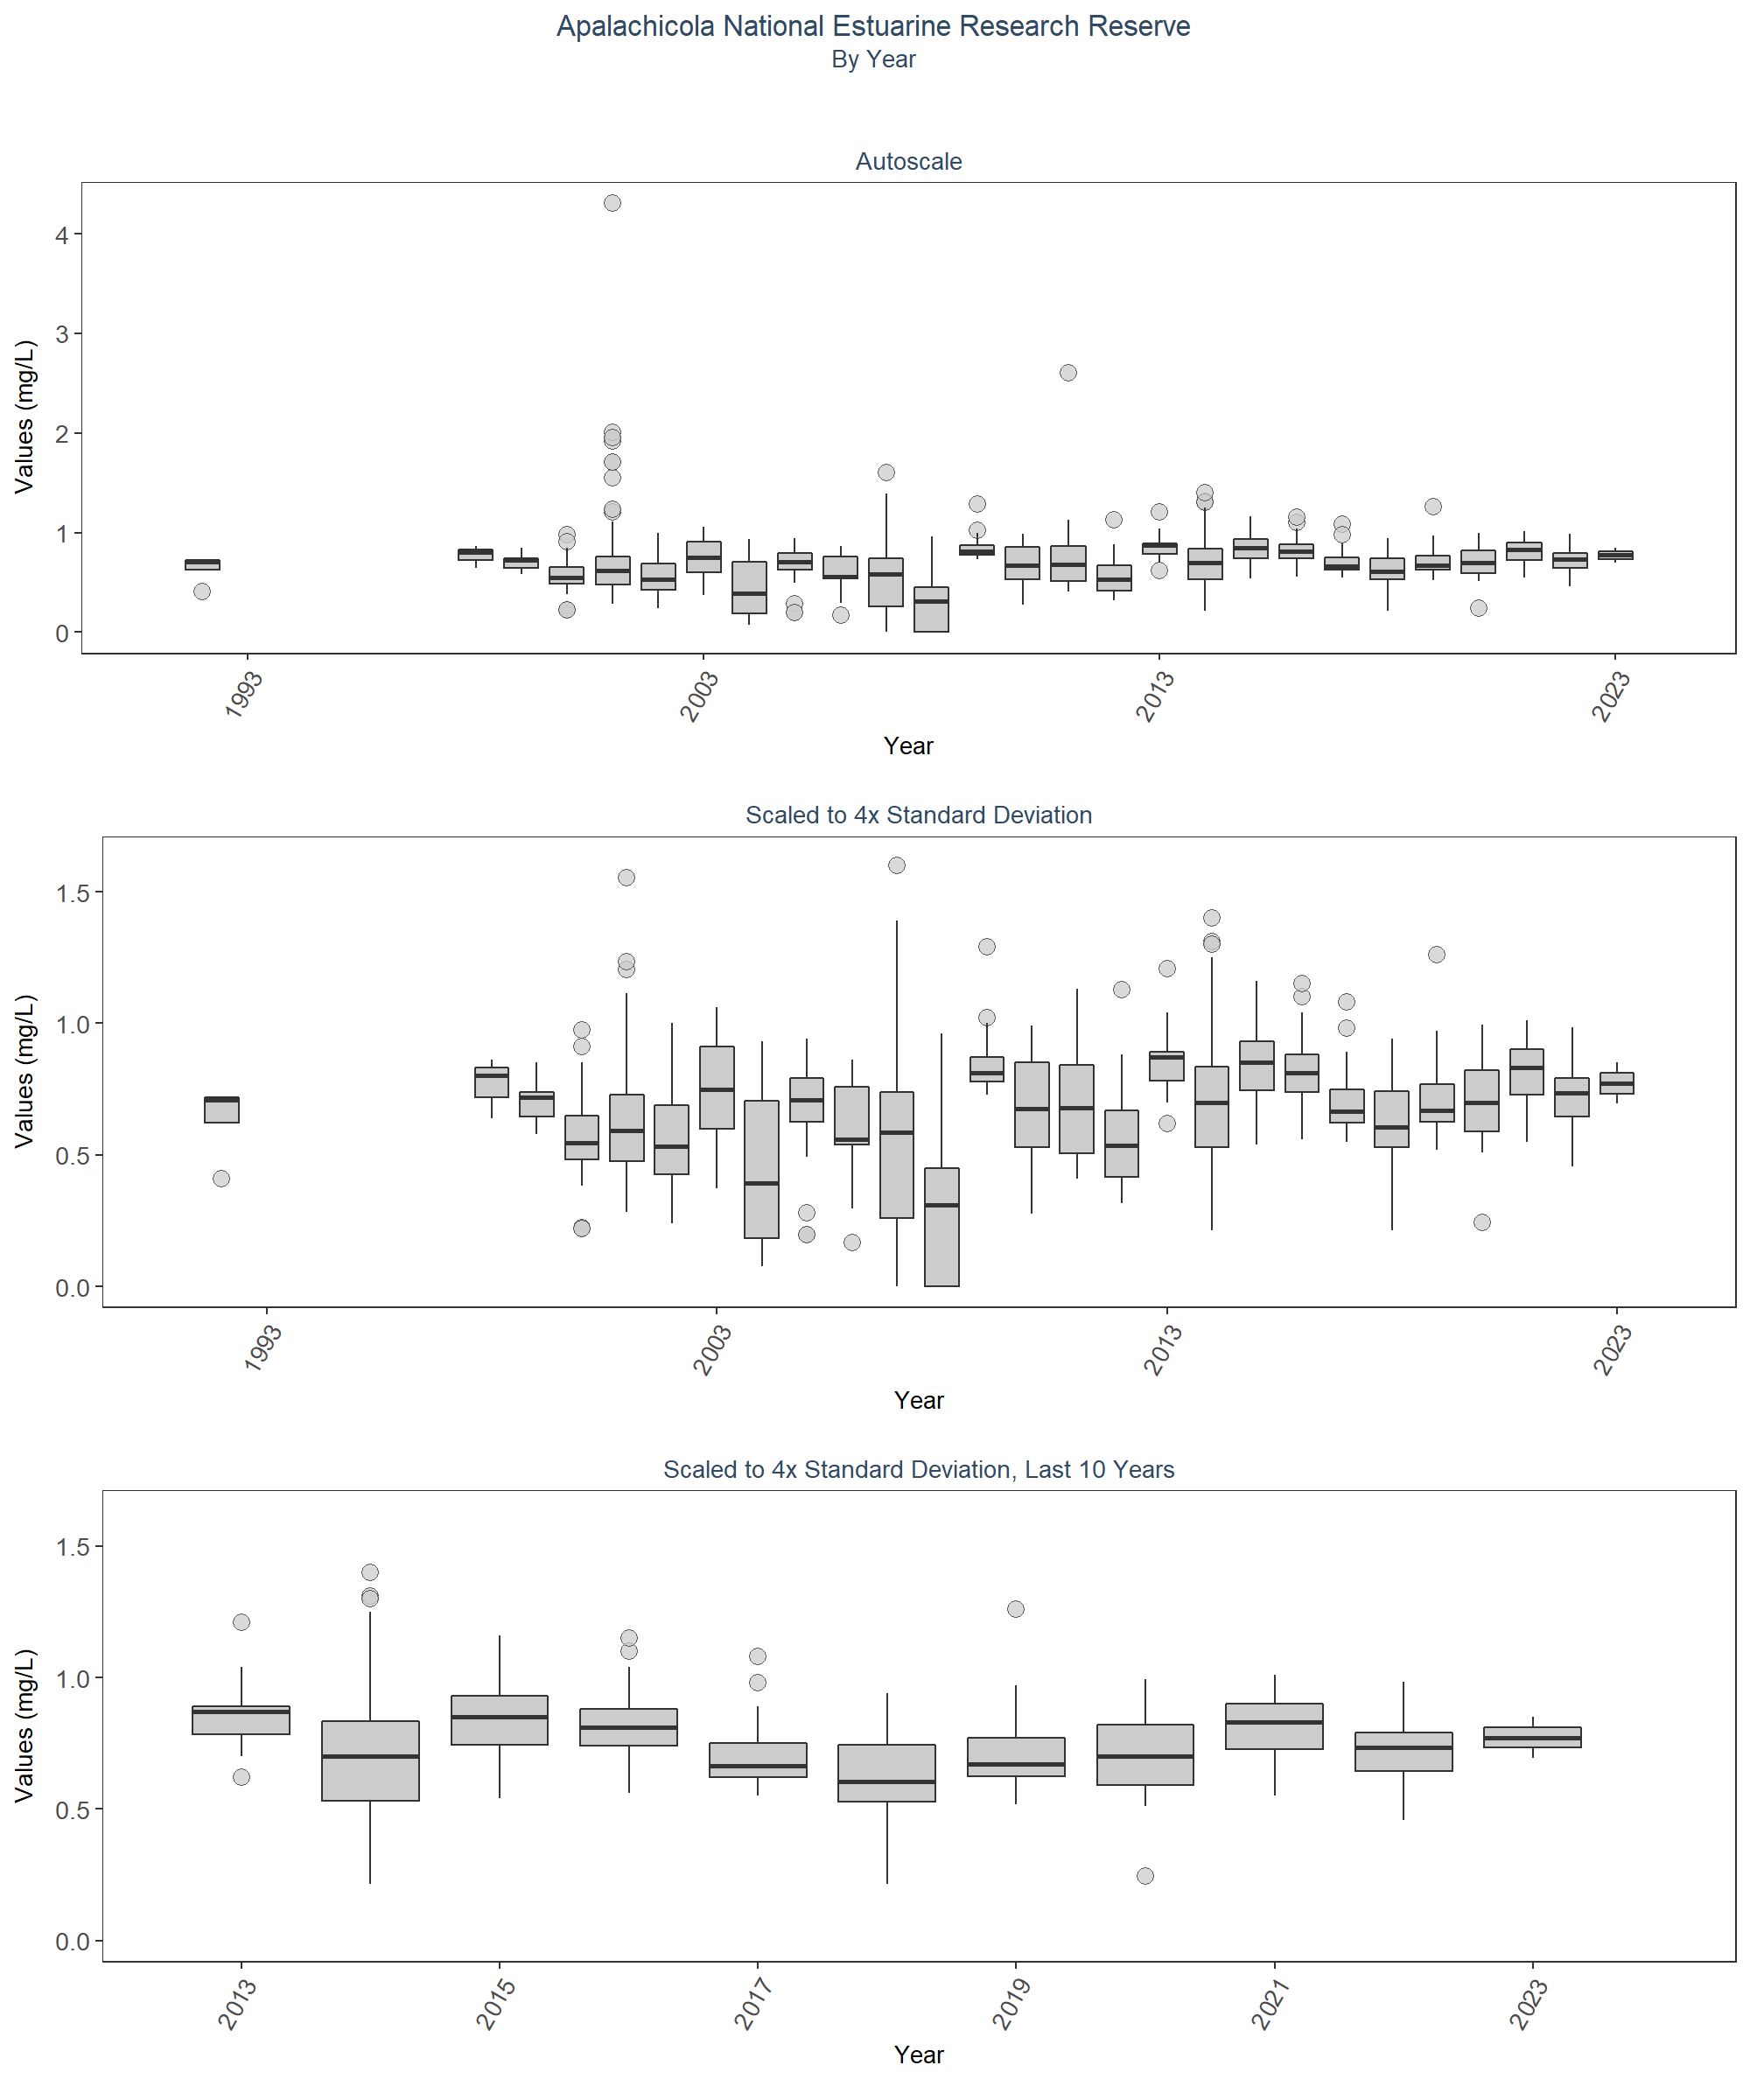 Apalachicola National Estuarine Research Reserve
By Year
Autoscale
Values (mg/L)
4
3
2
1
0
1993
2003
2013
2023
Year
Scaled to 4x Standard Deviation
Values (mg/L)
1.5
1.0
0.5
0.0
1993
2003
2013
2023
Year
Scaled to 4x Standard Deviation, Last 10 Years
Values (mg/L)
1.5
1.0
0.5
0.0
2013
2015
2017
2019
2021
2023
Year